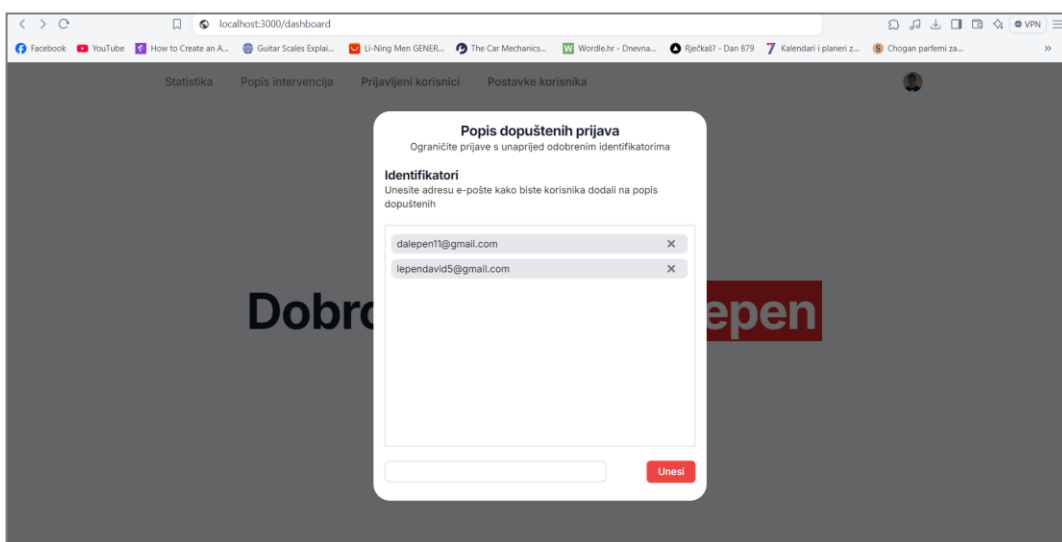 localhost:3000/dashboard
VPN
Facebook YouTube How to Create an A... Guitar Scales Explai... Li-Ning Men GENER... The Car Mechanics... Wordle.hr - Dnevna... Rječkaš? - Dan 879 Kalendari i planeri z... Chogan parfemi za... »
Statistika Popis intervencija Prijavljeni korisnici Postavke korisnika
Popis dopuštenih prijava
Ograničite prijave s unaprijed odobrenim identifikatorima
Identifikatori
Unesite adresu e-pošte kako biste korisnika dodali na popis
dopuštenih
dalepen11@gmail.com
lependavid5@gmail.com
Dobro epen
Unesi